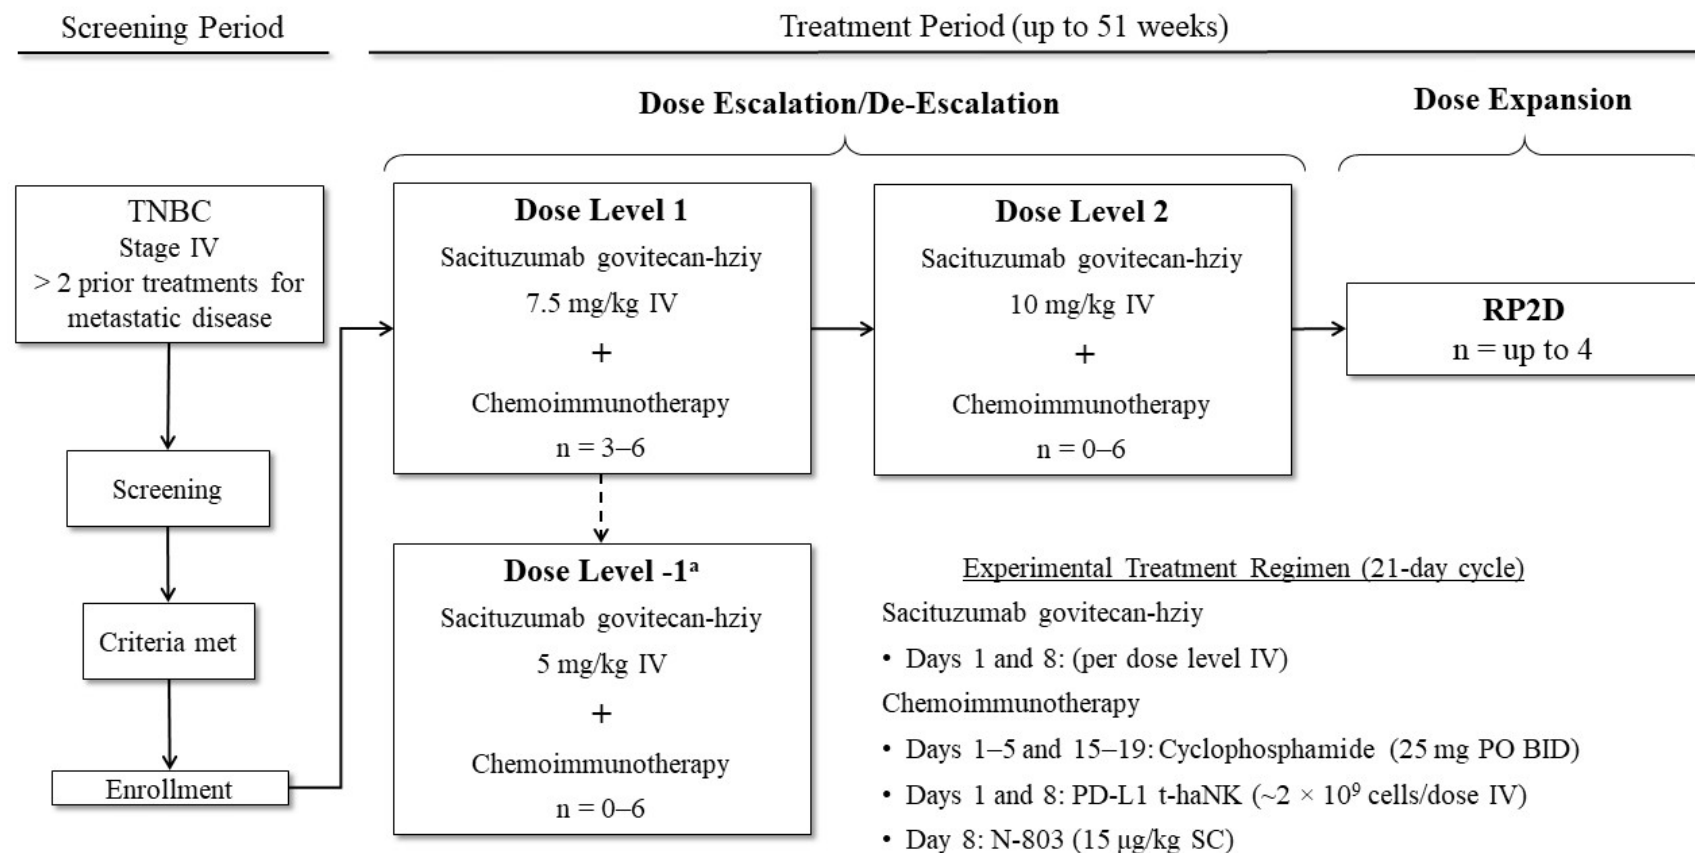 Screening Period
Treatment Period (up to 51 weeks)
Dose Escalation/De-Escalation
Dose Expansion
TNBC
Stage IV
> 2 prior treatments for
metastatic disease
Screening
Criteria met
Enrollment
Dose Level 1
Sacituzumab govitecan-hziy
7.5 mg/kg IV
+
Chemoimmunotherapy
n = 3–6
Dose Level 2
Sacituzumab govitecan-hziy
10 mg/kg IV
+
Chemoimmunotherapy
n = 0–6
RP2D
n = up to 4
Dose Level -1ᵃ
Sacituzumab govitecan-hziy
5 mg/kg IV
+
Chemoimmunotherapy
n = 0–6
Experimental Treatment Regimen (21-day cycle)
Sacituzumab govitecan-hziy
• Days 1 and 8: (per dose level IV)
Chemoimmunotherapy
• Days 1–5 and 15–19: Cyclophosphamide (25 mg PO BID)
• Days 1 and 8: PD-L1 t-haNK (~2 × 10⁹ cells/dose IV)
• Day 8: N-803 (15 µg/kg SC)